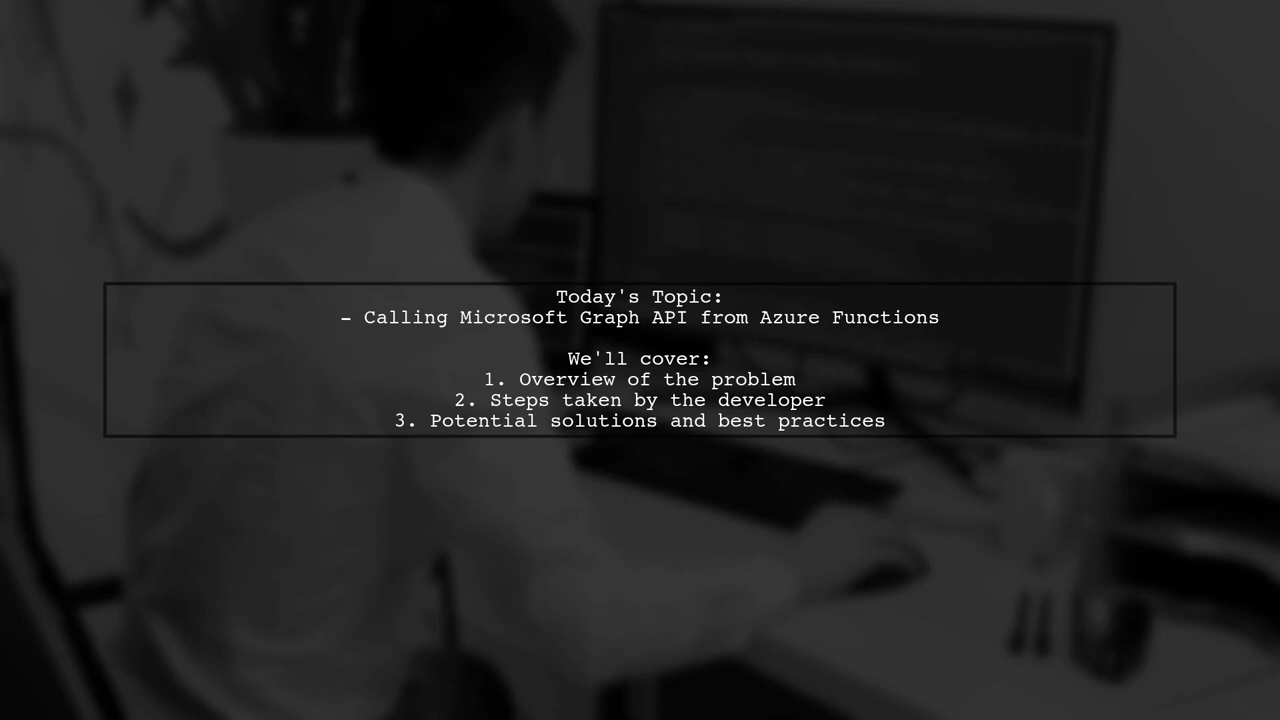 Today's Topic:
- Calling Microsoft Graph API from Azure Functions
We'll cover:
1. Overview of the problem
2. Steps taken by the developer
3. Potential solutions and best practices